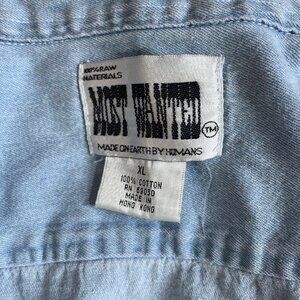 100% RAW
MATERIALS
MOST WANTED
TM
MADE ON EARTH BY HUMANS
XL
100% COTTON
RN 69030
MADE IN
HONG KONG